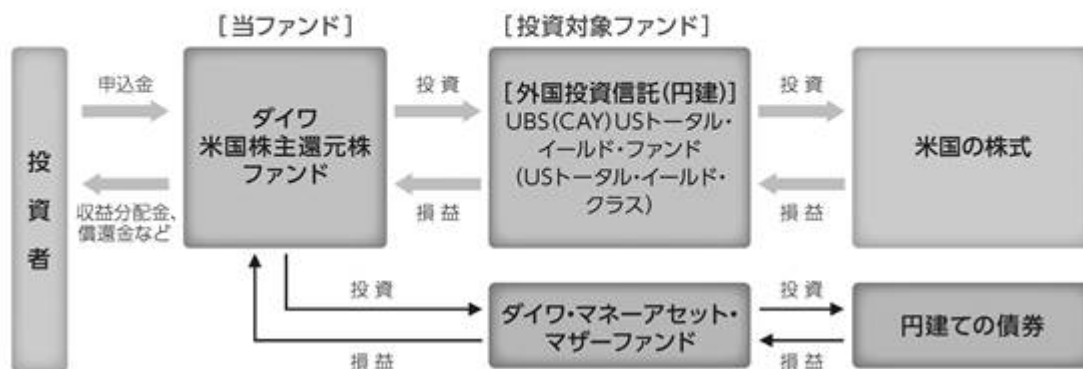 [当ファンド]
[投資対象ファンド]
投資者
申込金
収益分配金、
償還金など
ダイワ
米国株主還元株
ファンド
投資
損益
[外国投資信託(円建)]
UBS(CAY)USトータル・
イールド・ファンド
(USトータル・イールド・
クラス)
投資
損益
米国の株式
投資
損益
ダイワ・マネーアセット・
マザーファンド
投資
損益
円建ての債券